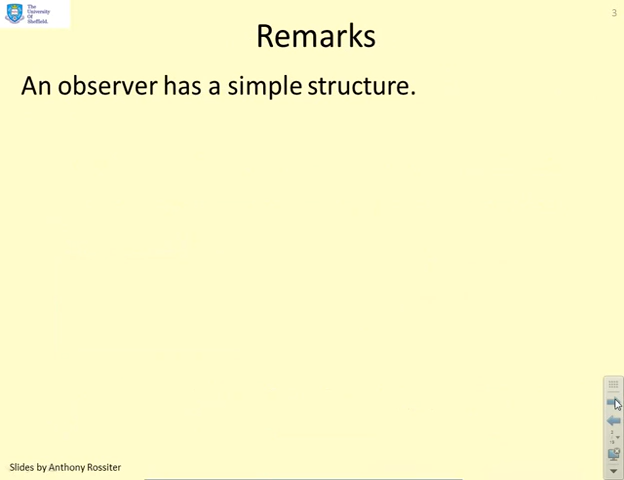 The
University
Of
Sheffield.
3
Remarks
An observer has a simple structure.
Slides by Anthony Rossiter